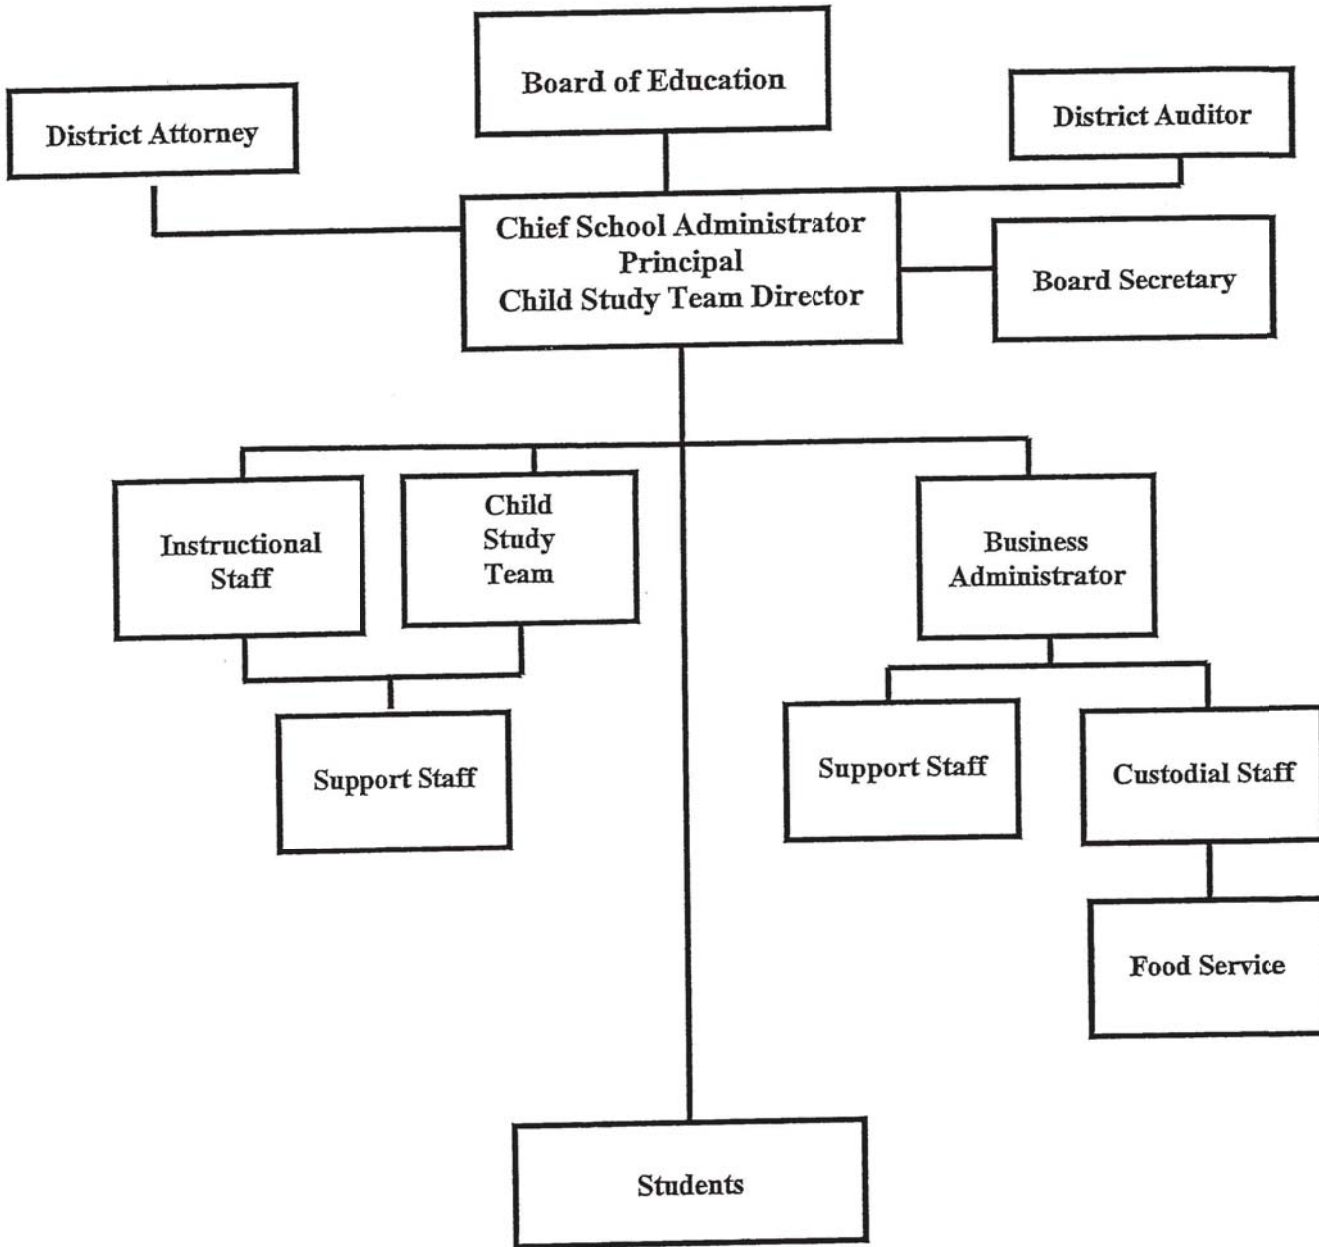 Board of Education
District Attorney
District Auditor
Chief School Administrator
Principal
Child Study Team Director
Board Secretary
Instructional
Staff
Child
Study
Team
Business
Administrator
Support Staff
Support Staff
Custodial Staff
Food Service
Students